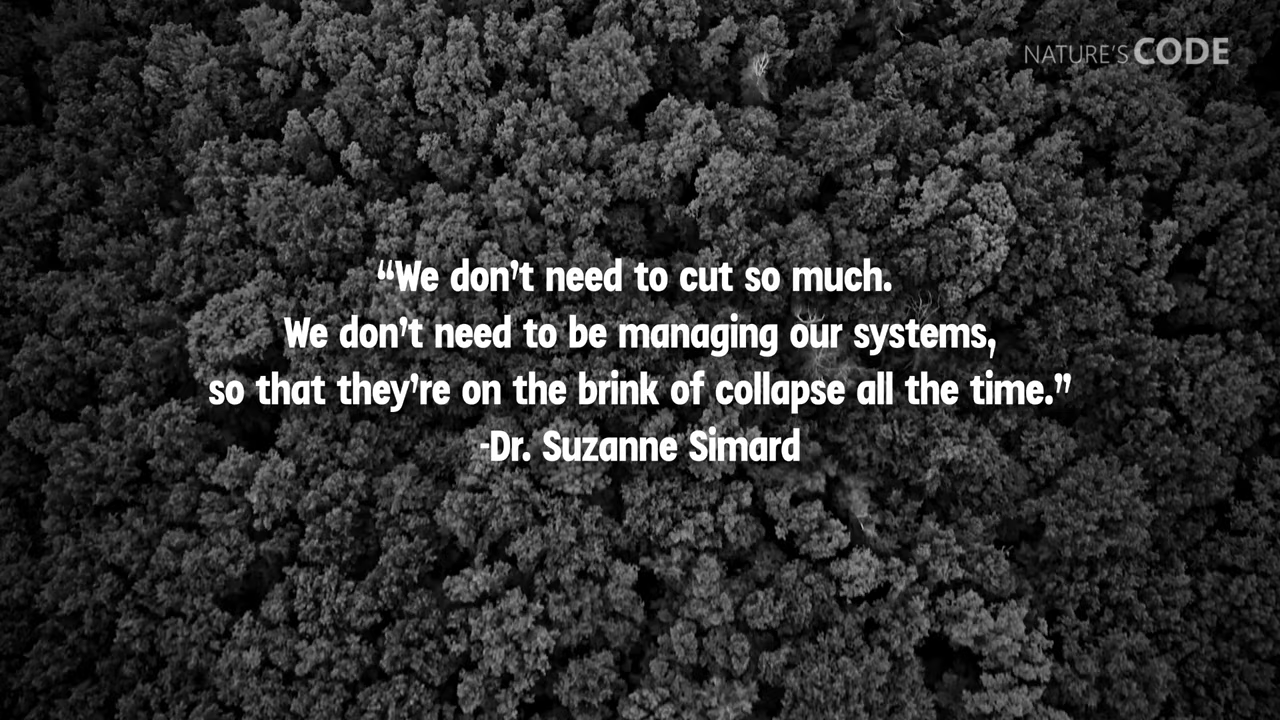 NATURE'S CODE
“We don’t need to cut so much.
We don’t need to be managing our systems,
so that they’re on the brink of collapse all the time.”
-Dr. Suzanne Simard